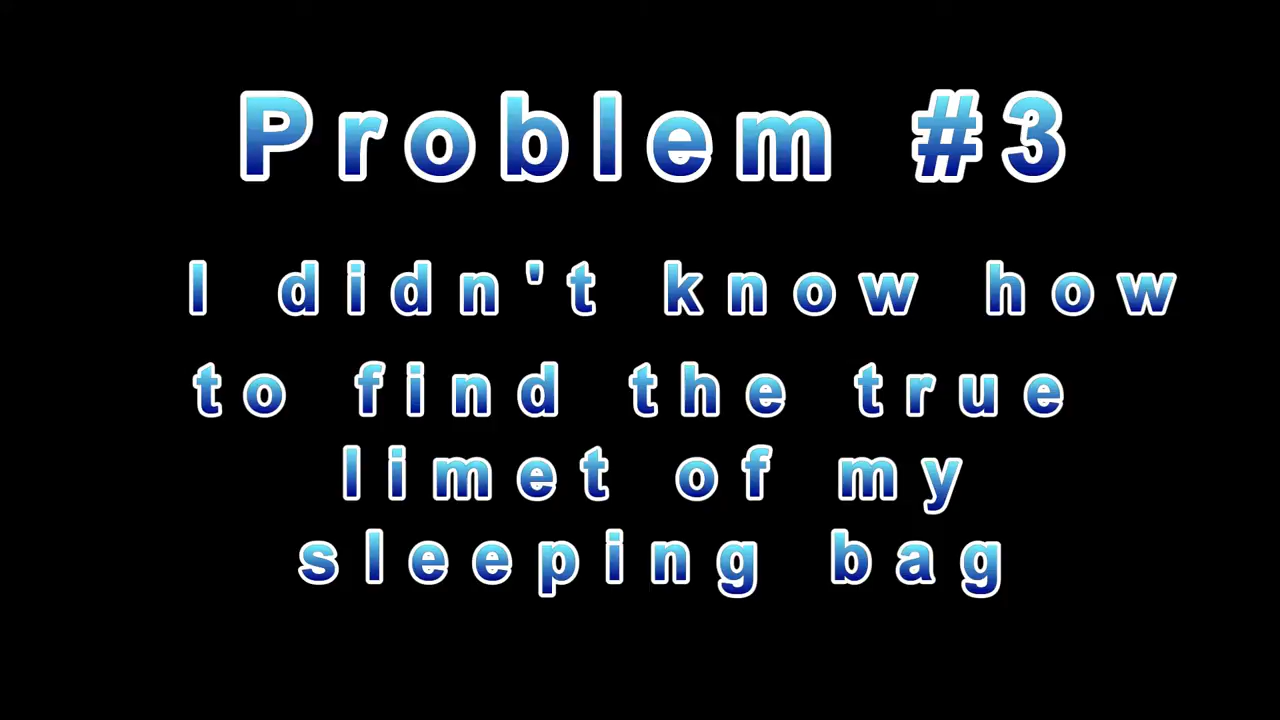 Problem #3
I didn't know how
to find the true
limet of my
sleeping bag